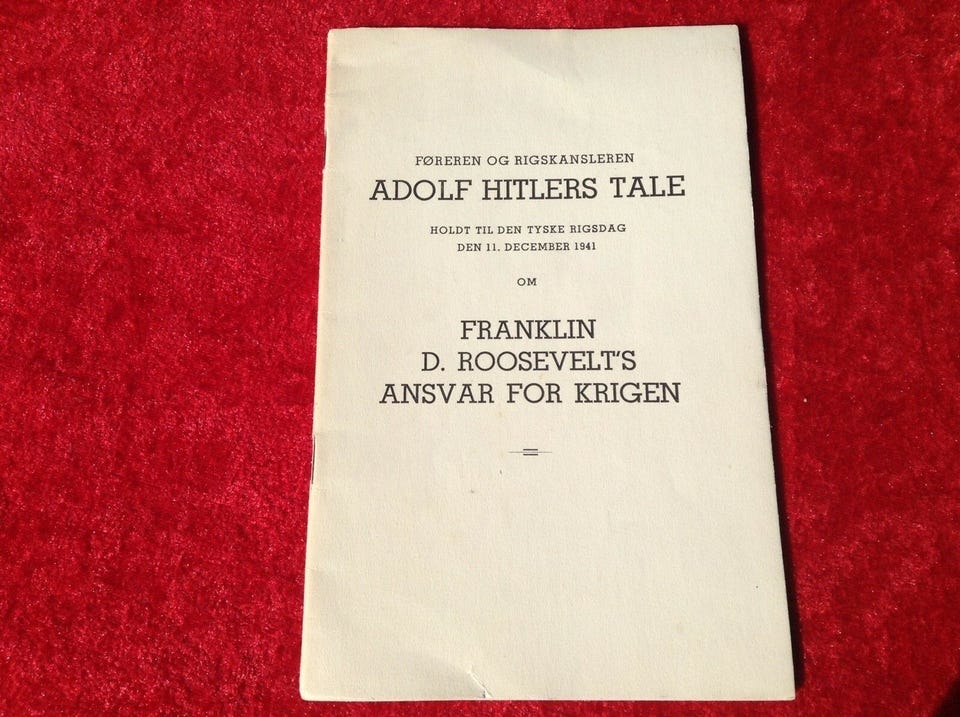 FØREREN OG RIGSKANSLEREN
ADOLF HITLERS TALE
HOLDT TIL DEN TYSKE RIGSDAG
DEN 11. DECEMBER 1941
OM
FRANKLIN
D. ROOSEVELT'S
ANSVAR FOR KRIGEN